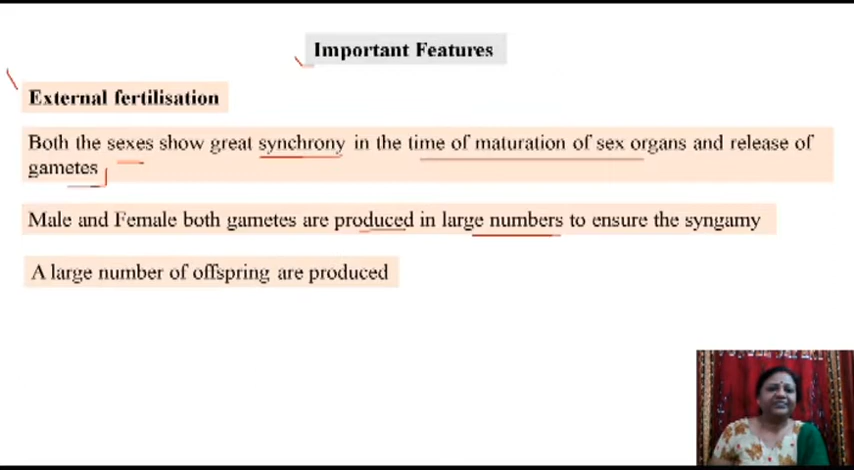 Important Features
External fertilisation
Both the sexes show great synchrony in the time of maturation of sex organs and release of
gametes
Male and Female both gametes are produced in large numbers to ensure the syngamy
A large number of offspring are produced